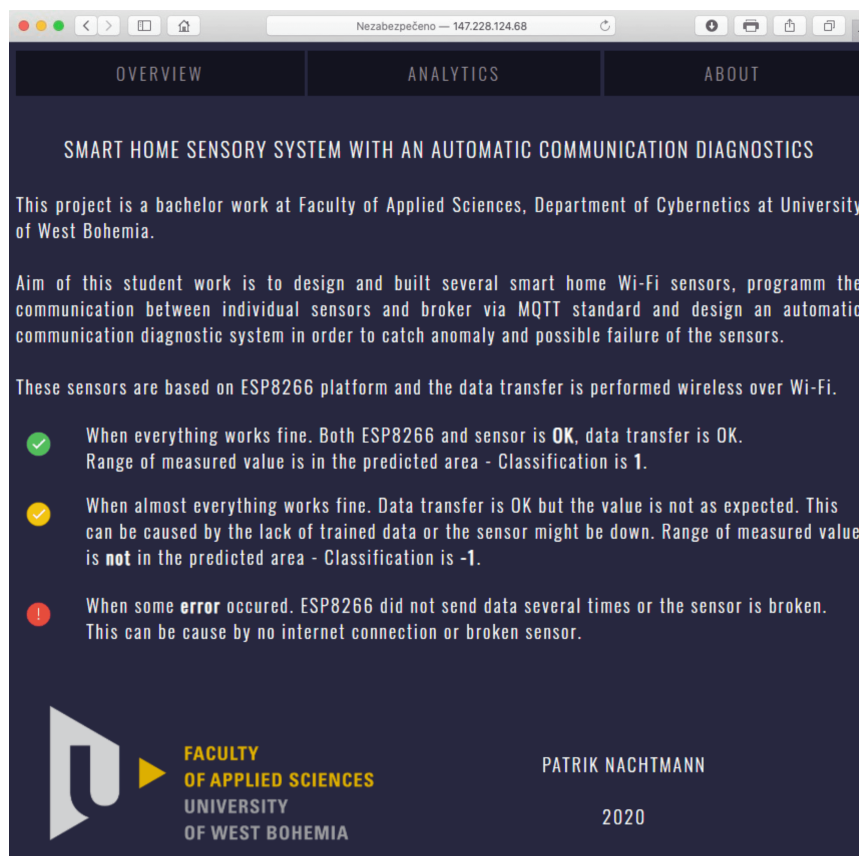 Nezabezpečeno — 147.228.124.68
OVERVIEW
ANALYTICS
ABOUT
SMART HOME SENSORY SYSTEM WITH AN AUTOMATIC COMMUNICATION DIAGNOSTICS
This project is a bachelor work at Faculty of Applied Sciences, Department of Cybernetics at University
of West Bohemia.
Aim of this student work is to design and built several smart home Wi-Fi sensors, programm the
communication between individual sensors and broker via MQTT standard and design an automatic
communication diagnostic system in order to catch anomaly and possible failure of the sensors.
These sensors are based on ESP8266 platform and the data transfer is performed wireless over Wi-Fi.
When everything works fine. Both ESP8266 and sensor is OK, data transfer is OK.
Range of measured value is in the predicted area - Classification is 1.
When almost everything works fine. Data transfer is OK but the value is not as expected. This
can be caused by the lack of trained data or the sensor might be down. Range of measured value
is not in the predicted area - Classification is -1.
When some error occured. ESP8266 did not send data several times or the sensor is broken.
This can be cause by no internet connection or broken sensor.
FACULTY
OF APPLIED SCIENCES
UNIVERSITY
OF WEST BOHEMIA
PATRIK NACHTMANN
2020